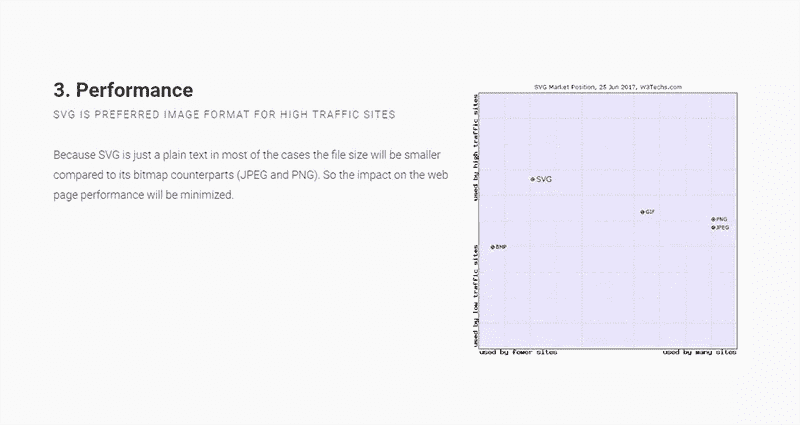 3. Performance
SVG IS PREFERRED IMAGE FORMAT FOR HIGH TRAFFIC SITES
Because SVG is just a plain text in most of the cases the file size will be smaller
compared to its bitmap counterparts (JPEG and PNG). So the impact on the web
page performance will be minimized.
SVG Market Position, 25 Jun 2017, W3Techs.com
used by high traffic sites
used by low traffic sites
SVG
GIF
PNG
JPEG
BMP
used by fewer sites
used by many sites